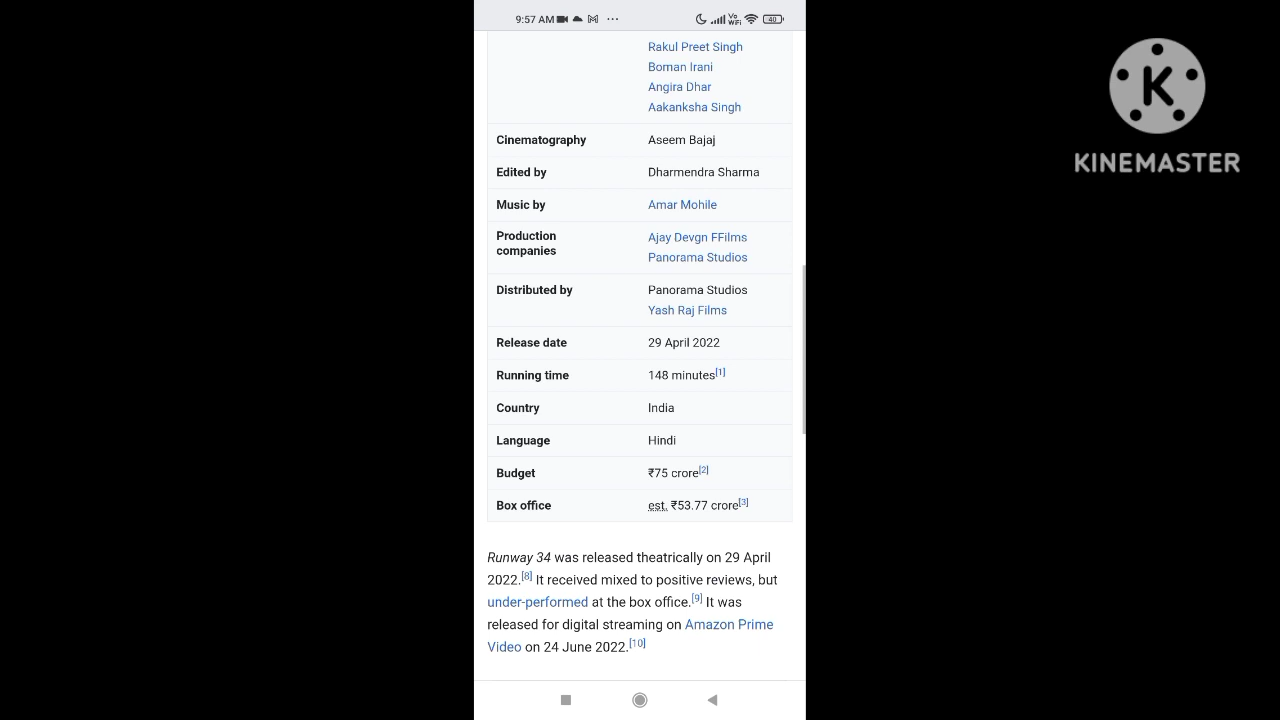 9:57 AM
Vo
WiFi
40
Rakul Preet Singh
Boman Irani
Angira Dhar
Aakanksha Singh
Cinematography Aseem Bajaj
Edited by Dharmendra Sharma
Music by Amar Mohile
Production
companies
Ajay Devgn FFilms
Panorama Studios
Distributed by Panorama Studios
Yash Raj Films
Release date 29 April 2022
Running time 148 minutes[1]
Country India
Language Hindi
Budget ₹75 crore[2]
Box office est. ₹53.77 crore[3]
Runway 34 was released theatrically on 29 April
2022.[8] It received mixed to positive reviews, but
under-performed at the box office.[9] It was
released for digital streaming on Amazon Prime
Video on 24 June 2022.[10]
K
KINEMASTER